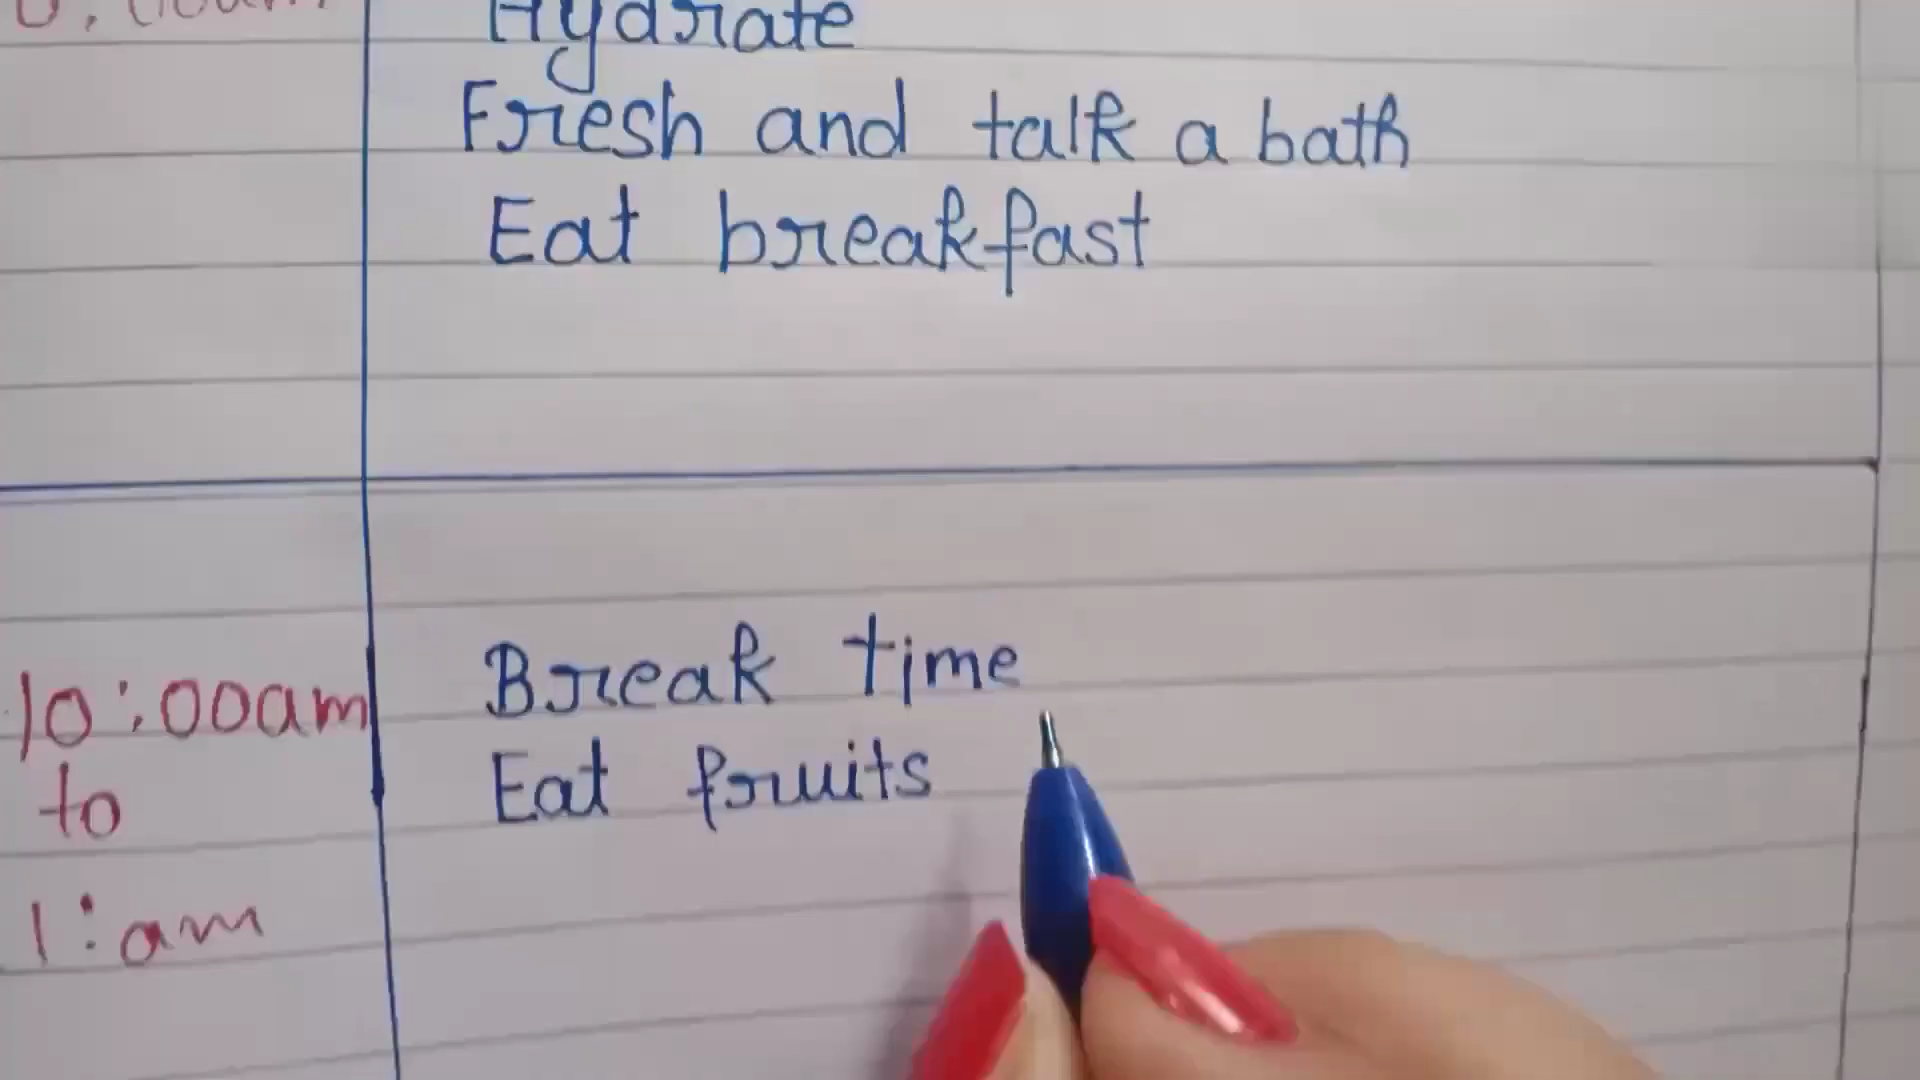 Hydrate
Fresh and talk a bath
Eat breakfast
10:00am
to
1:am
Break time
Eat fruits